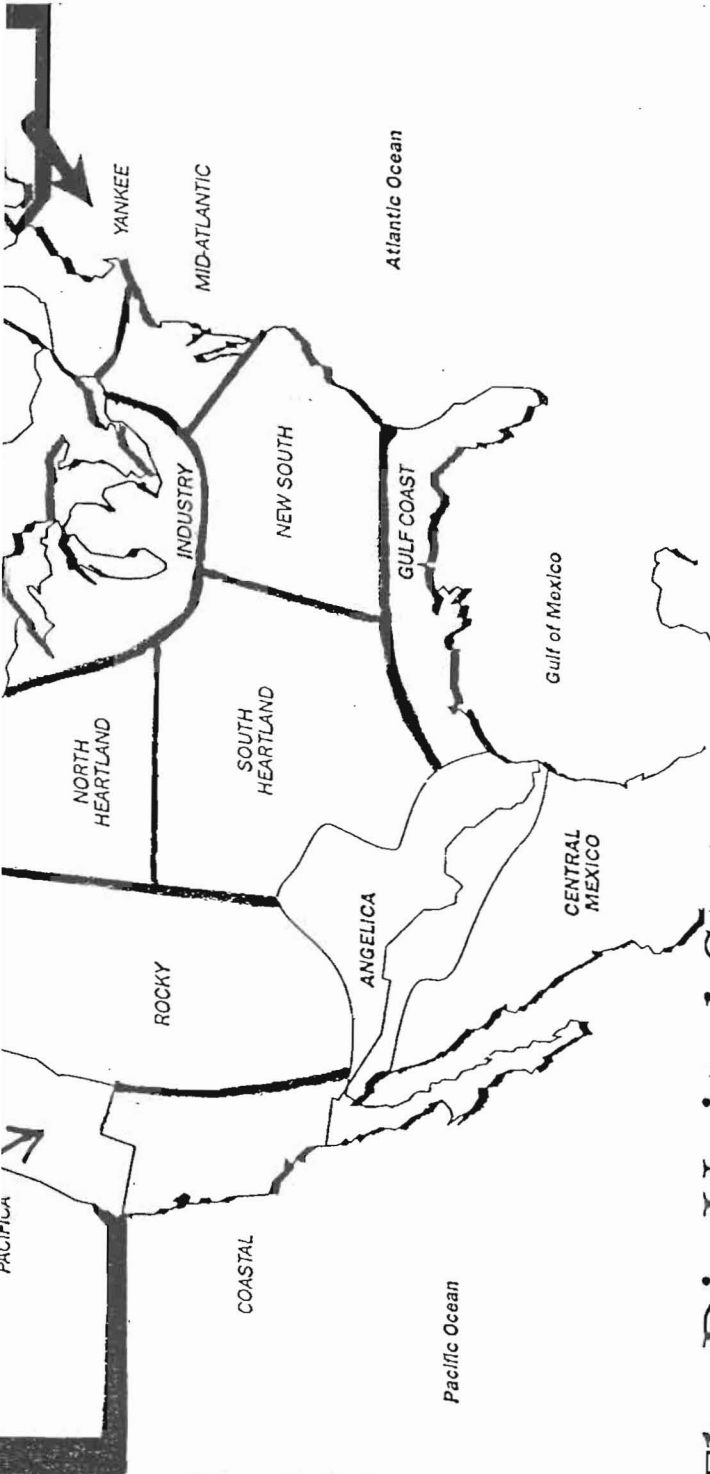 PACIFICA
NORTH
HEARTLAND
YANKEE
ROCKY
INDUSTRY
MID-ATLANTIC
COASTAL
SOUTH
HEARTLAND
NEW SOUTH
ANGELICA
Atlantic Ocean
GULF COAST
Pacific Ocean
Gulf of Mexico
CENTRAL
MEXICO